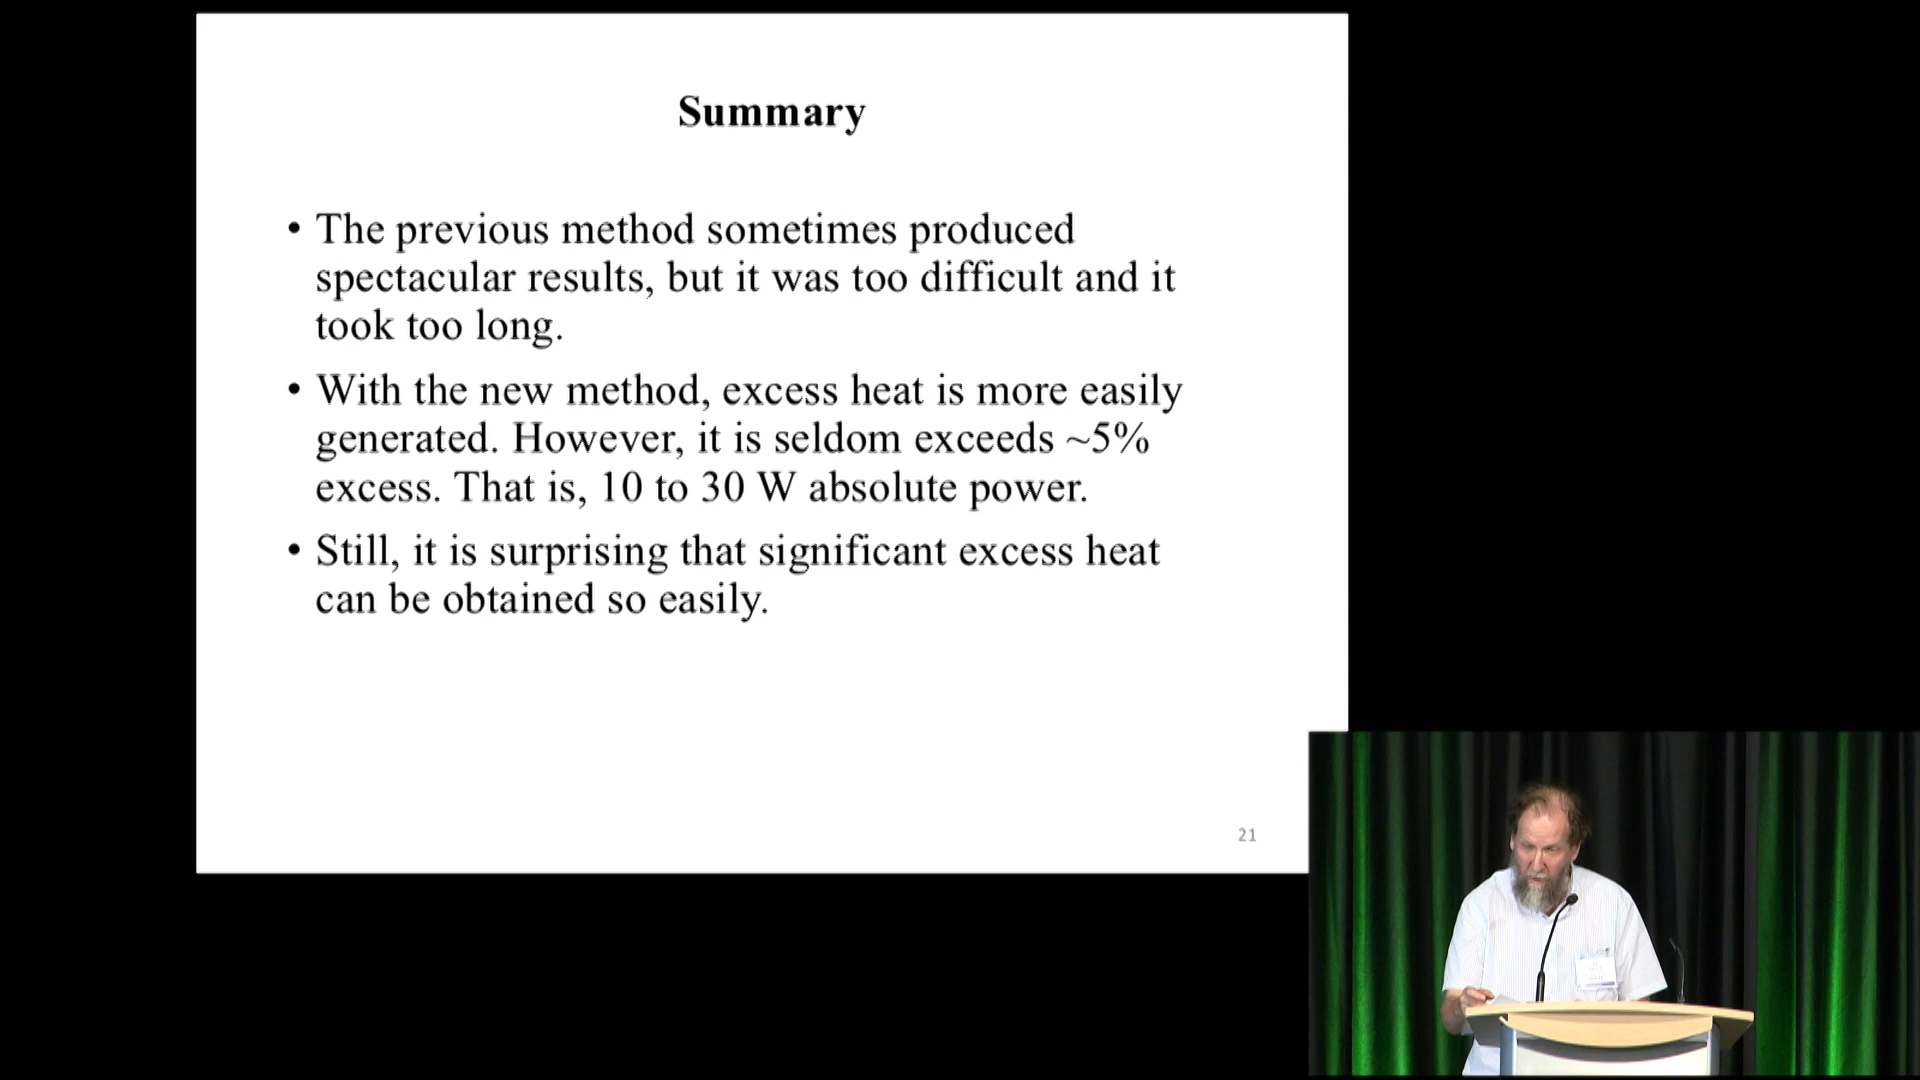 Summary
• The previous method sometimes produced
spectacular results, but it was too difficult and it
took too long.
• With the new method, excess heat is more easily
generated. However, it is seldom exceeds ~5%
excess. That is, 10 to 30 W absolute power.
• Still, it is surprising that significant excess heat
can be obtained so easily.
21